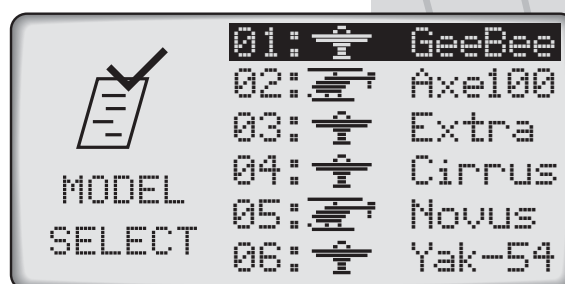 01: GeeBee
02: Axe100
03: Extra
04: Cirrus
05: Novus
06: Yak-54
MODEL
SELECT